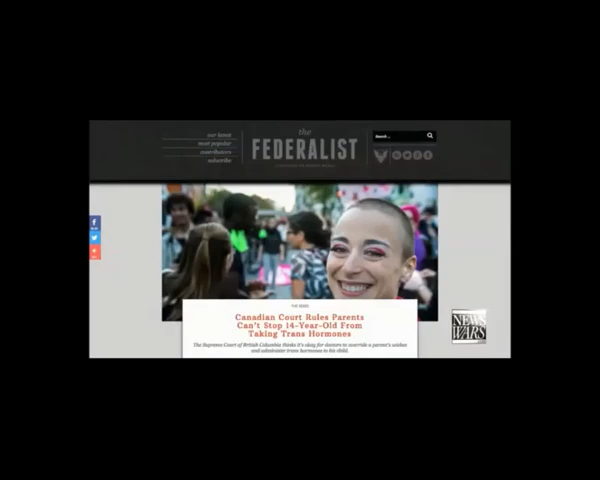 our latest
most popular
contributors
subscribe
the
FEDERALIST
Search ...
THE NEWS
Canadian Court Rules Parents
Can't Stop 14-Year-Old From
Taking Trans Hormones
The Supreme Court of British Columbia thinks it's okay for doctors to override a parent's wishes
and administer trans hormones to his child.
NEWS
WARS